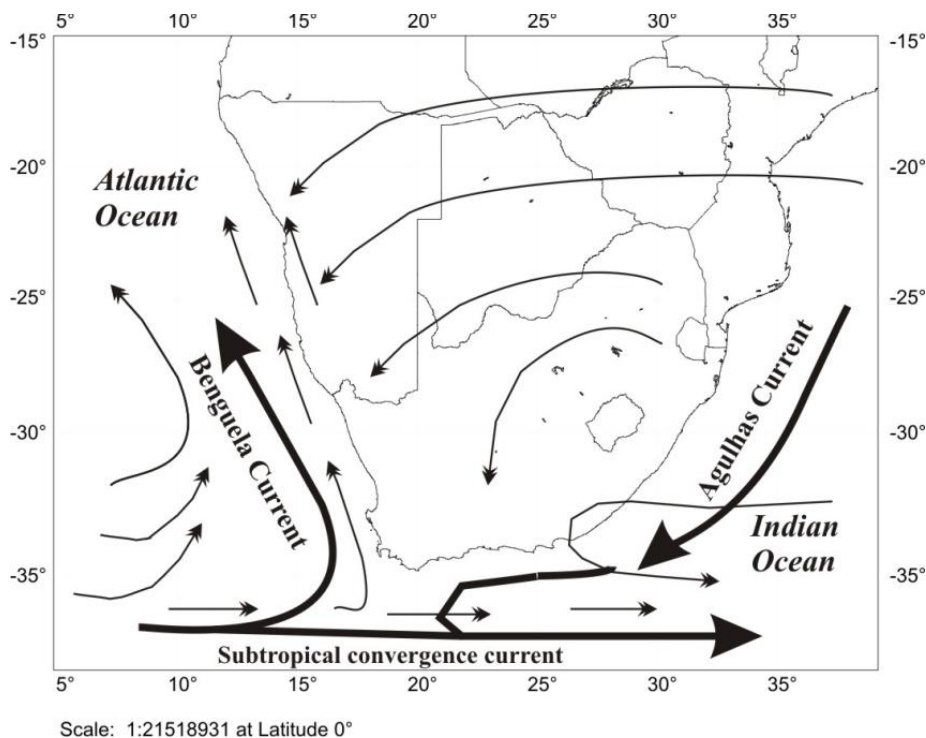 5° 10° 15° 20° 25° 30° 35°
-15° -15°
-20° -20°
Atlantic
Ocean
-25° -25°
Benguela Current
Agulhas Current
-30° -30°
Indian
Ocean
-35° -35°
Subtropical convergence current
5° 10° 15° 20° 25° 30° 35°
Scale: 1:21518931 at Latitude 0°